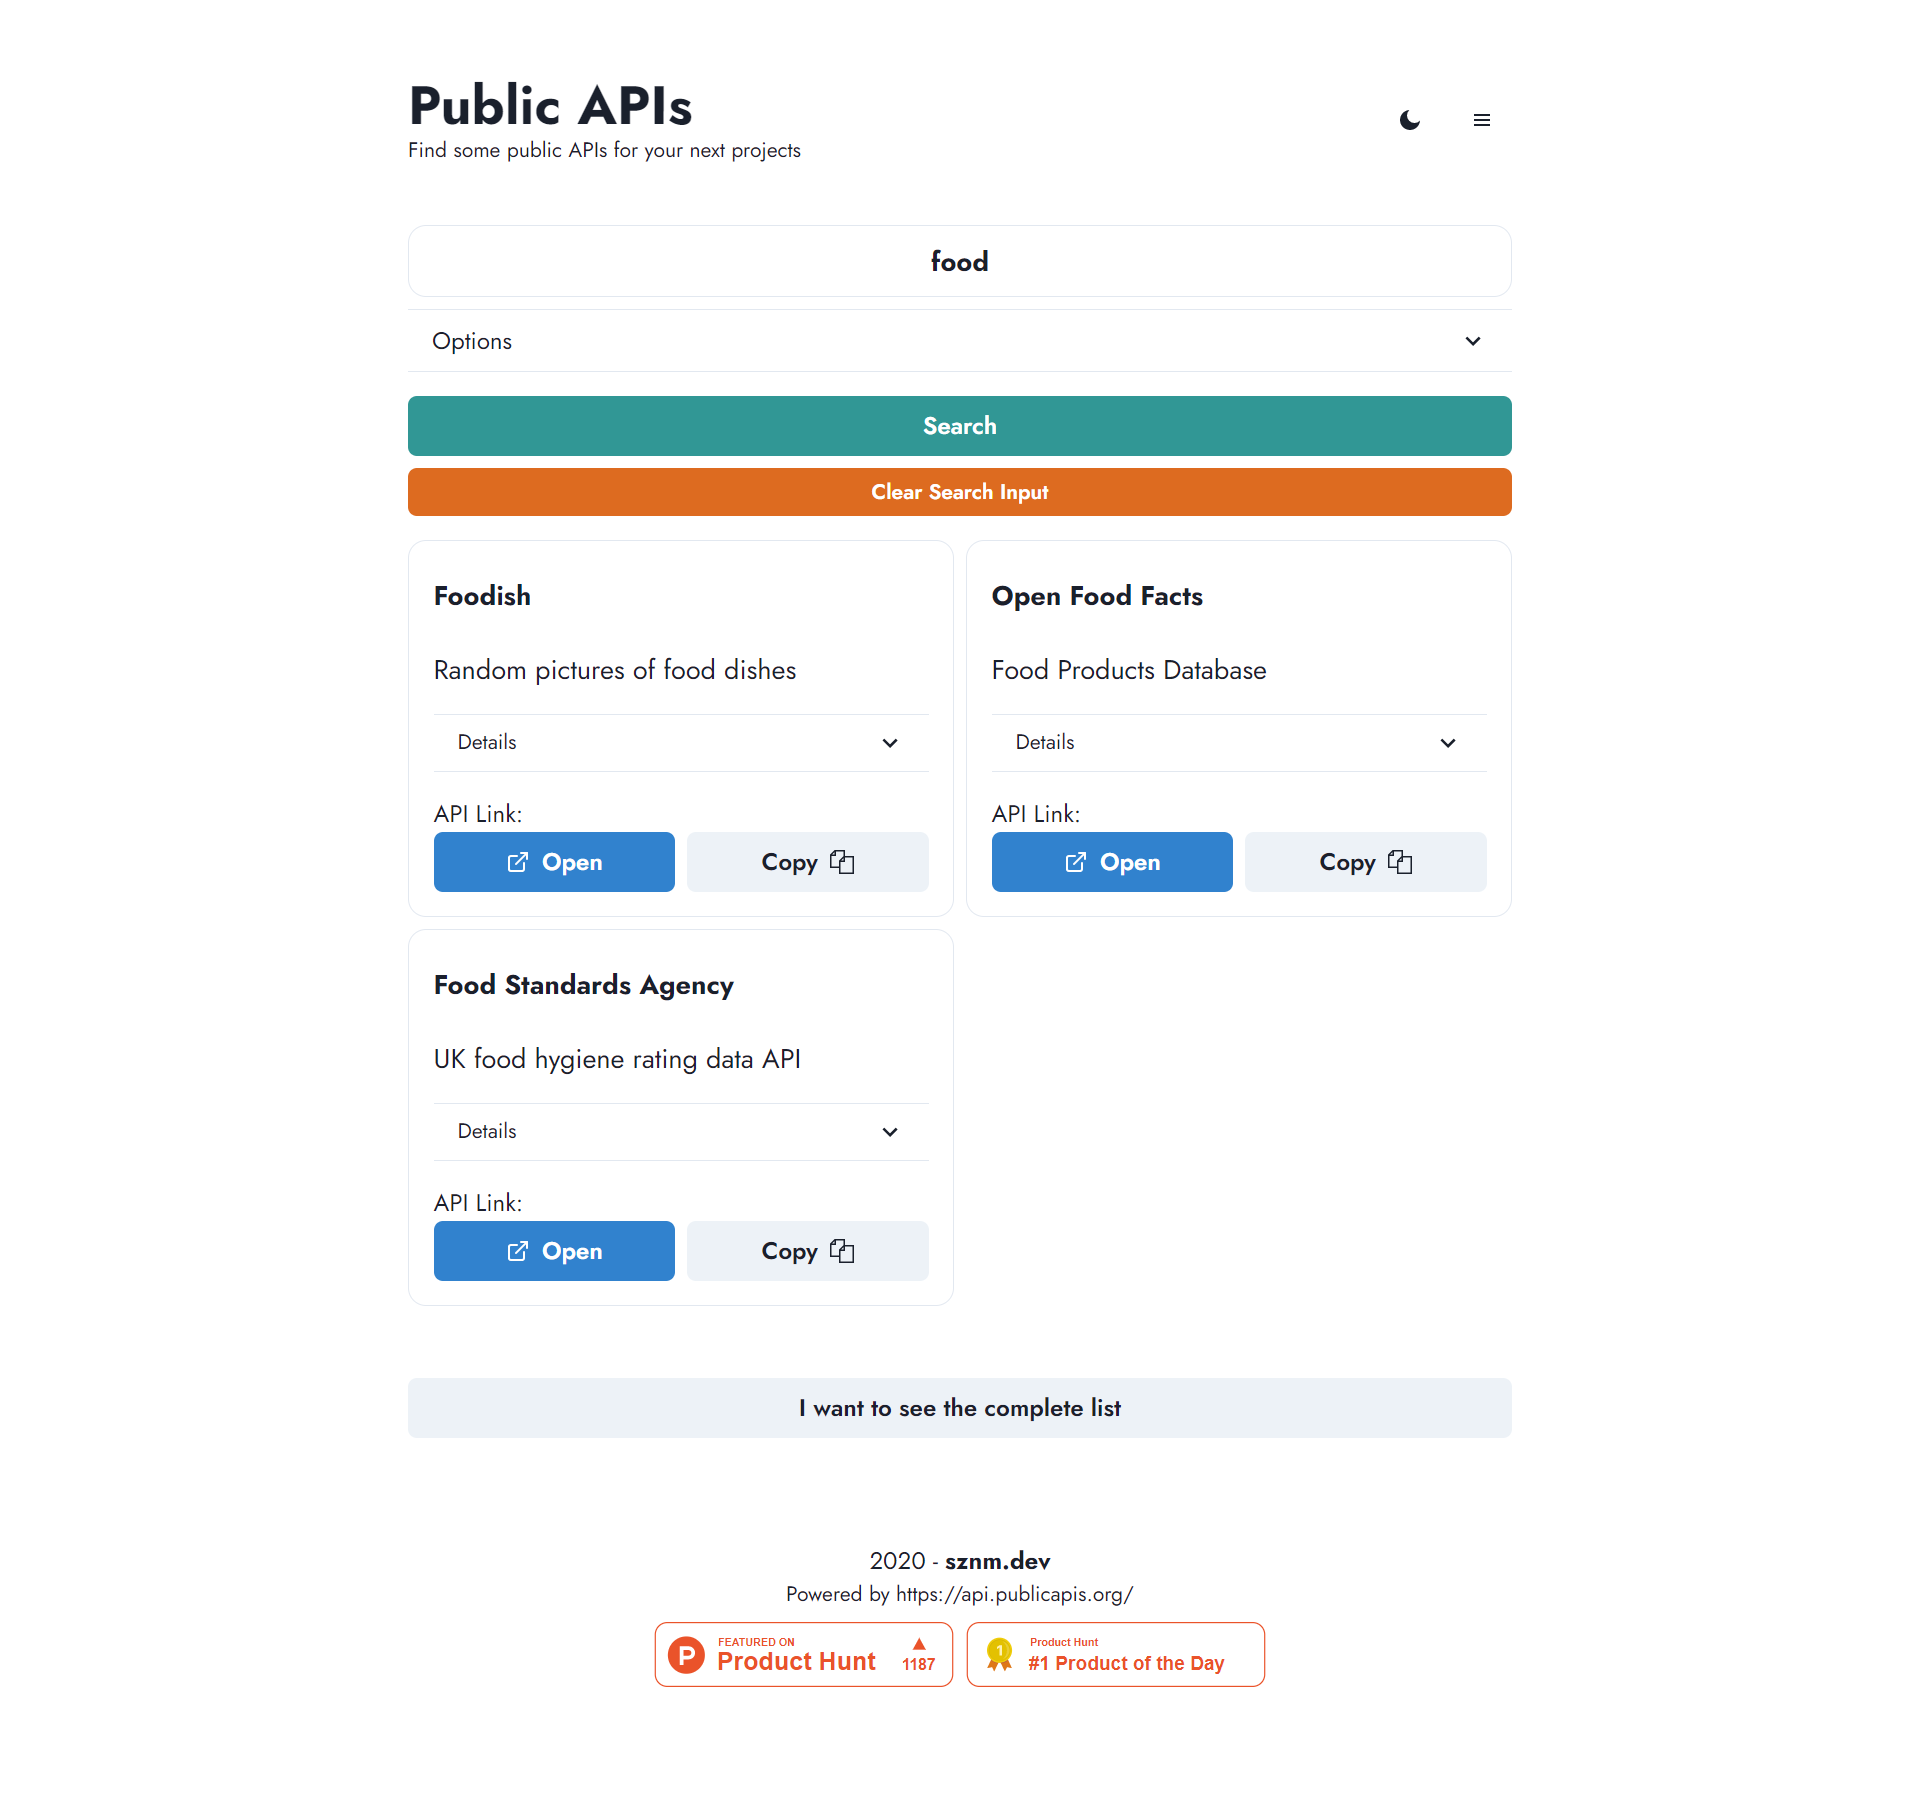 Public APIs
Find some public APIs for your next projects
food
Options
Search
Clear Search Input
Foodish
Random pictures of food dishes
Details
API Link:
Open
Copy
Open Food Facts
Food Products Database
Details
API Link:
Open
Copy
Food Standards Agency
UK food hygiene rating data API
Details
API Link:
Open
Copy
I want to see the complete list
2020 - sznm.dev
Powered by https://api.publicapis.org/
P
FEATURED ON
Product Hunt
1187
1
Product Hunt
#1 Product of the Day